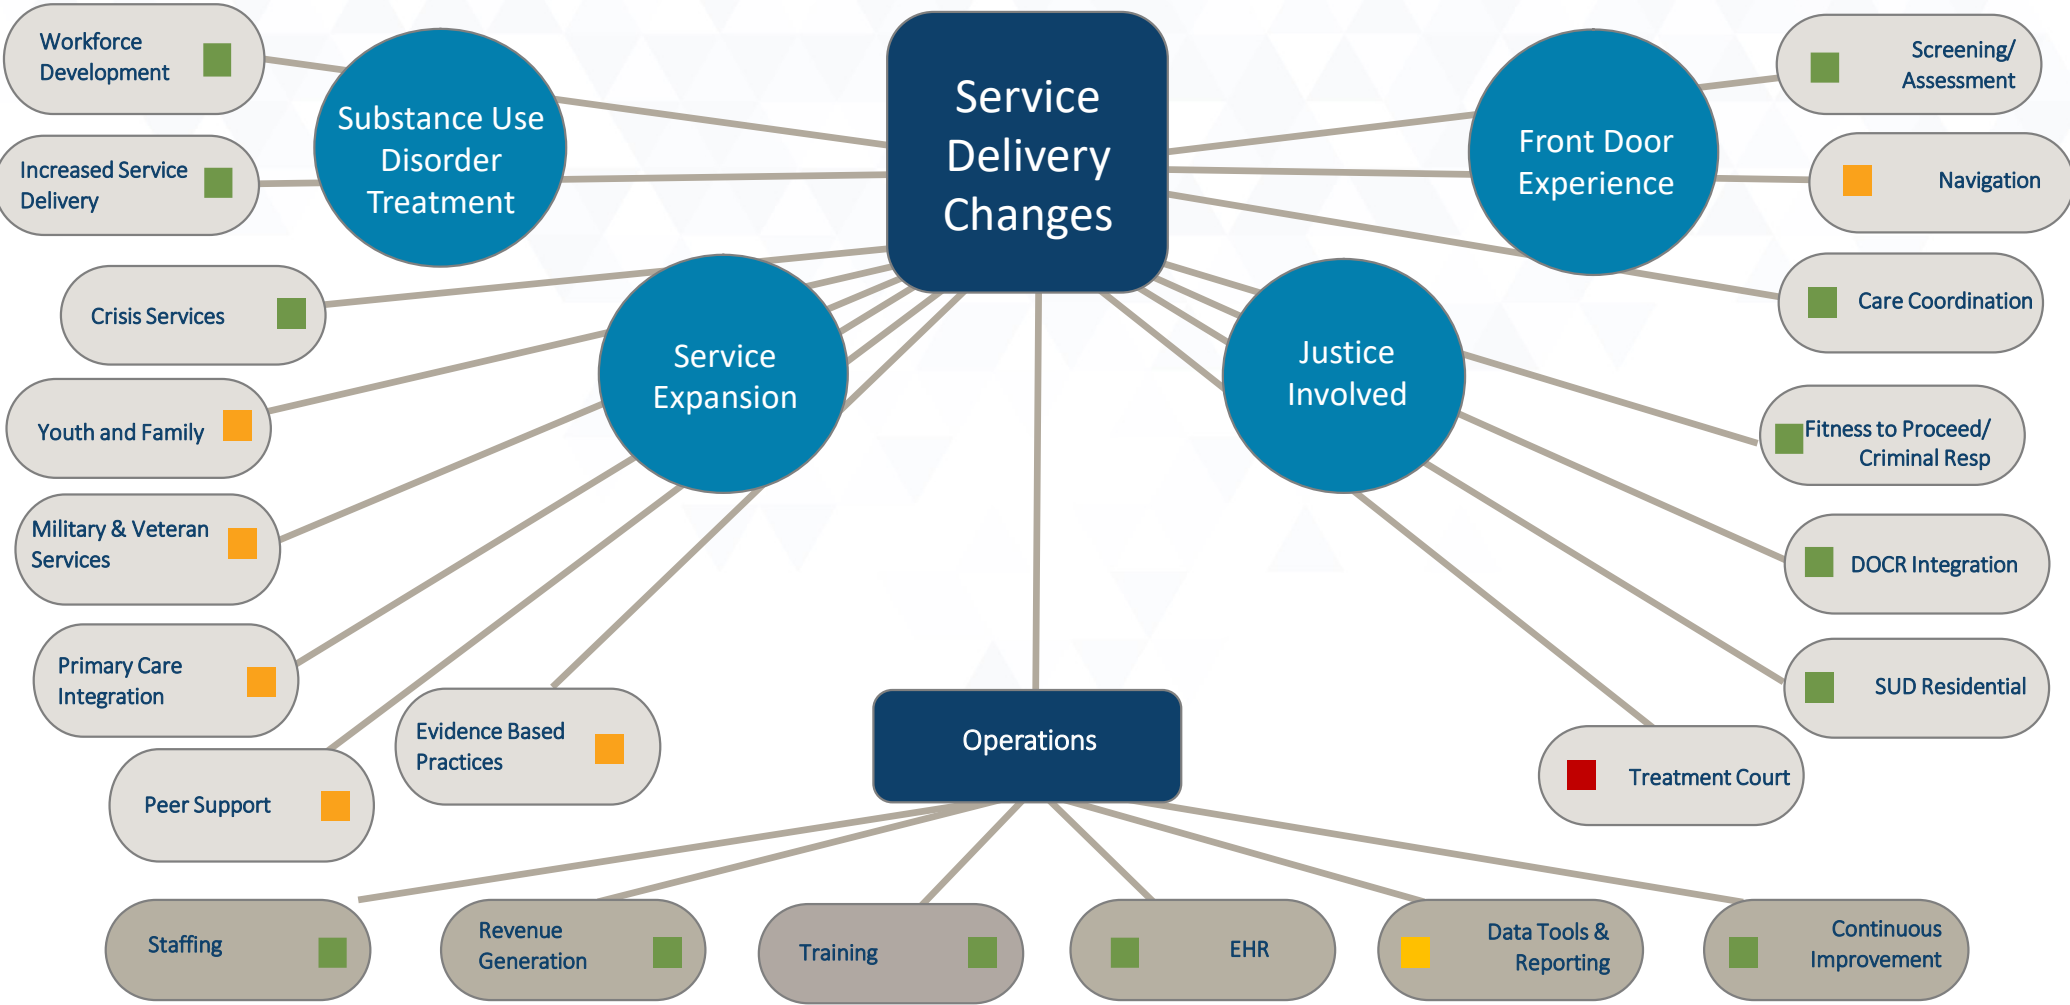 Service
Delivery
Changes
Substance Use
Disorder
Treatment
Workforce
Development
Increased Service
Delivery
Front Door
Experience
Screening/
Assessment
Navigation
Care Coordination
Service
Expansion
Crisis Services
Youth and Family
Military & Veteran
Services
Primary Care
Integration
Peer Support
Evidence Based
Practices
Justice
Involved
Fitness to Proceed/
Criminal Resp
DOCR Integration
SUD Residential
Treatment Court
Operations
Staffing
Revenue
Generation
Training
EHR
Data Tools &
Reporting
Continuous
Improvement